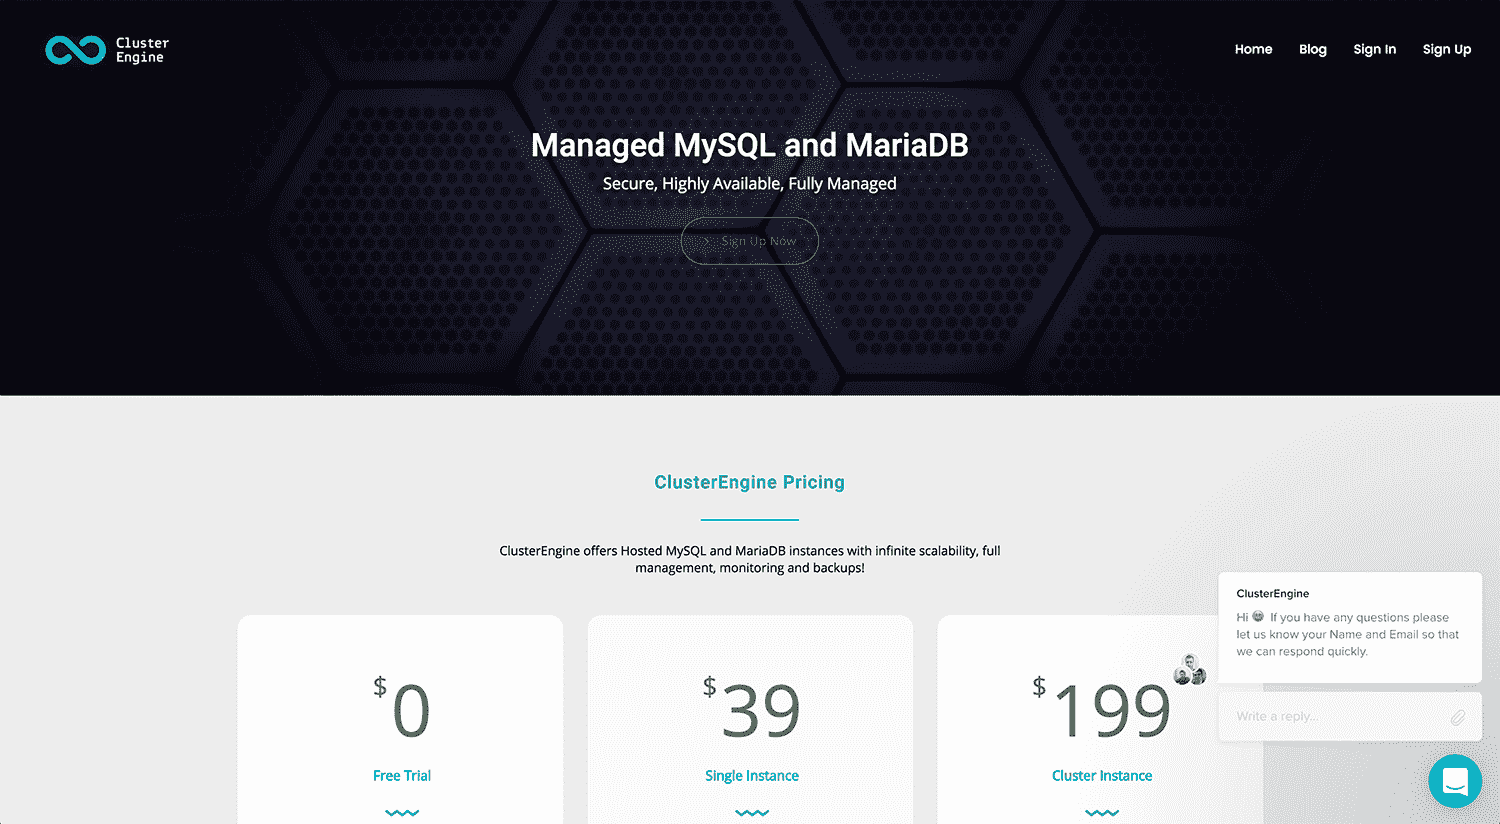 Cluster
Engine
Home
Blog
Sign In
Sign Up
Managed MySQL and MariaDB
Secure, Highly Available, Fully Managed
Sign Up Now
ClusterEngine Pricing
ClusterEngine offers Hosted MySQL and MariaDB instances with infinite scalability, full
management, monitoring and backups!
$0
Free Trial
$39
Single Instance
$199
Cluster Instance
ClusterEngine
Hi 😀 If you have any questions please
let us know your Name and Email so that
we can respond quickly.
Write a reply...